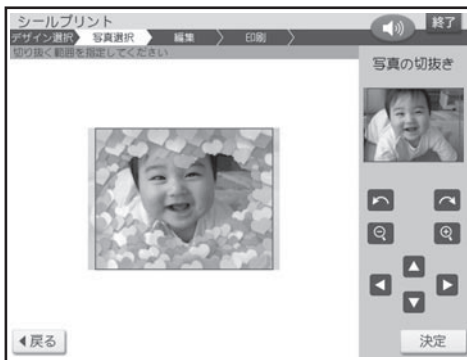 シールプリント
終了
デザイン選択 写真選択 編集 印刷
切り抜く範囲を指定してください
写真の切抜き
戻る
決定